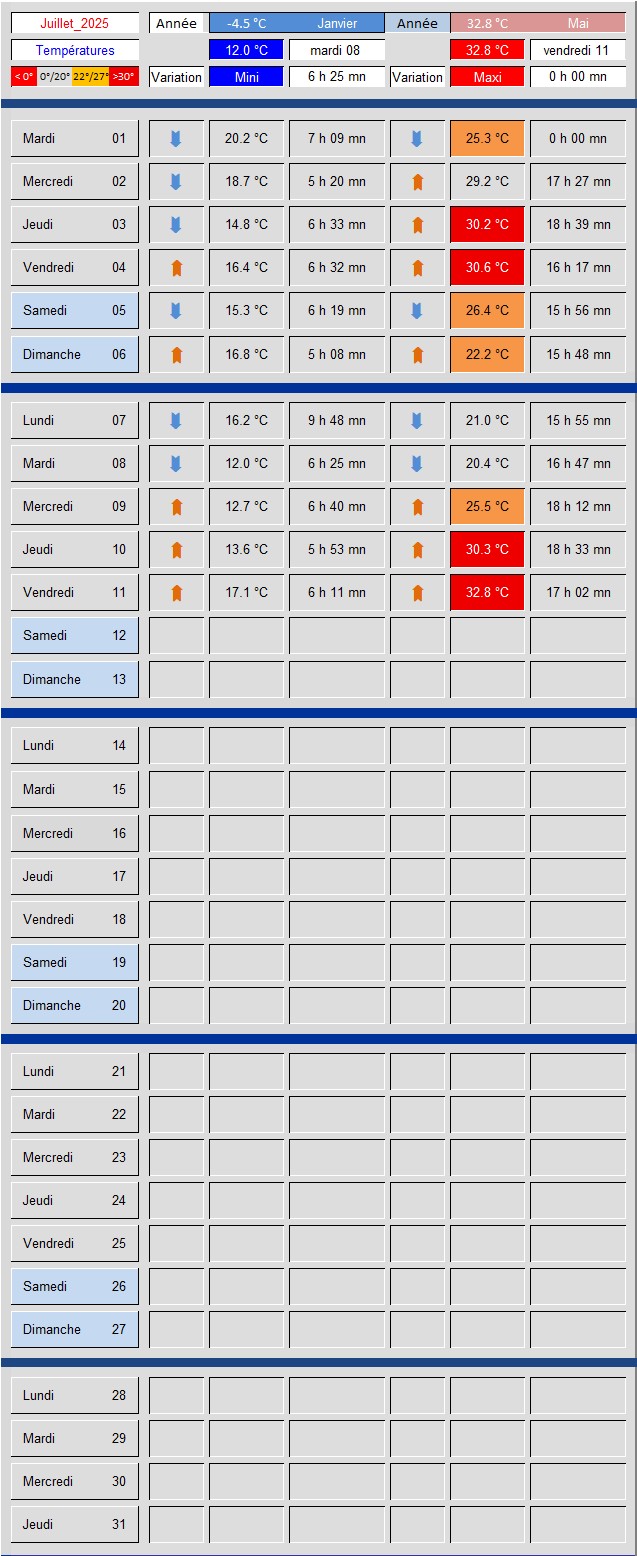 Juillet_2025 Année -4.5 °C Janvier Année 32.8 °C Mai
Températures 12.0 °C mardi 08 32.8 °C vendredi 11
< 0° 0°/20° 22°/27° >30° Variation Mini 6 h 25 mn Variation Maxi 0 h 00 mn
Mardi 01 20.2 °C 7 h 09 mn 25.3 °C 0 h 00 mn
Mercredi 02 18.7 °C 5 h 20 mn 29.2 °C 17 h 27 mn
Jeudi 03 14.8 °C 6 h 33 mn 30.2 °C 18 h 39 mn
Vendredi 04 16.4 °C 6 h 32 mn 30.6 °C 16 h 17 mn
Samedi 05 15.3 °C 6 h 19 mn 26.4 °C 15 h 56 mn
Dimanche 06 16.8 °C 5 h 08 mn 22.2 °C 15 h 48 mn
Lundi 07 16.2 °C 9 h 48 mn 21.0 °C 15 h 55 mn
Mardi 08 12.0 °C 6 h 25 mn 20.4 °C 16 h 47 mn
Mercredi 09 12.7 °C 6 h 40 mn 25.5 °C 18 h 12 mn
Jeudi 10 13.6 °C 5 h 53 mn 30.3 °C 18 h 33 mn
Vendredi 11 17.1 °C 6 h 11 mn 32.8 °C 17 h 02 mn
Samedi 12
Dimanche 13
Lundi 14
Mardi 15
Mercredi 16
Jeudi 17
Vendredi 18
Samedi 19
Dimanche 20
Lundi 21
Mardi 22
Mercredi 23
Jeudi 24
Vendredi 25
Samedi 26
Dimanche 27
Lundi 28
Mardi 29
Mercredi 30
Jeudi 31